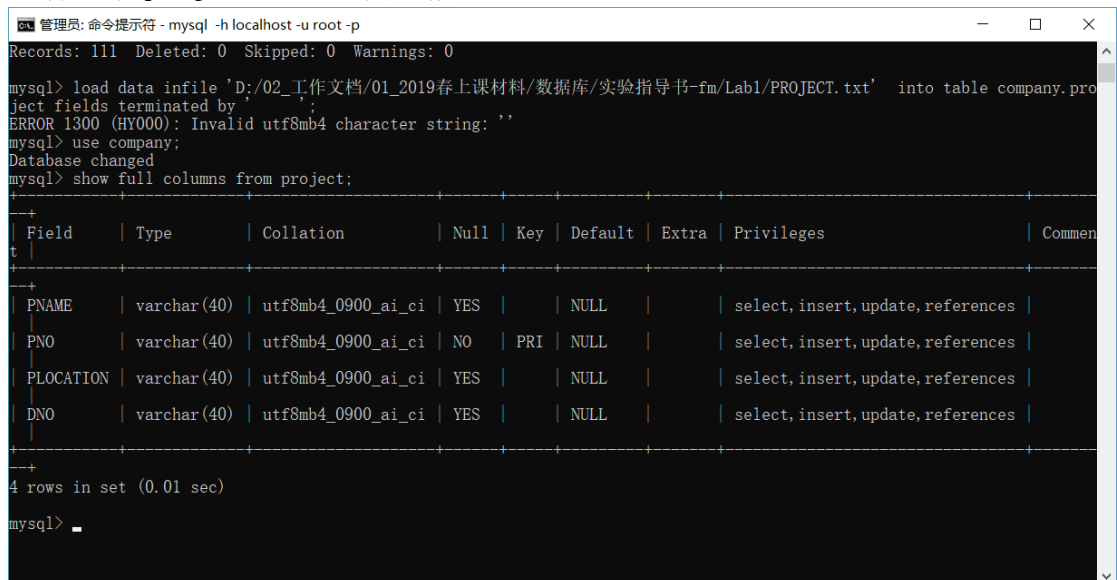 管理员: 命令提示符 - mysql -h localhost -u root -p
Records: 111  Deleted: 0  Skipped: 0  Warnings: 0
mysql> load data infile 'D:/02_工作文档/01_2019春上课材料/数据库/实验指导书-fm/Lab1/PROJECT.txt'  into table company.pro
ject fields terminated by '      ';
ERROR 1300 (HY000): Invalid utf8mb4 character string: ''
mysql> use company;
Database changed
mysql> show full columns from project;
+-----------+-------------+--------------------+------+-----+---------+-------+---------------------------------+-------
--+
| Field     | Type        | Collation          | Null | Key | Default | Extra | Privileges                      | Commen
t |
+-----------+-------------+--------------------+------+-----+---------+-------+---------------------------------+-------
--+
| PNAME     | varchar(40) | utf8mb4_0900_ai_ci | YES  |     | NULL    |       | select,insert,update,references |
|
| PNO       | varchar(40) | utf8mb4_0900_ai_ci | NO   | PRI | NULL    |       | select,insert,update,references |
|
| PLOCATION | varchar(40) | utf8mb4_0900_ai_ci | YES  |     | NULL    |       | select,insert,update,references |
|
| DNO       | varchar(40) | utf8mb4_0900_ai_ci | YES  |     | NULL    |       | select,insert,update,references |
|
+-----------+-------------+--------------------+------+-----+---------+-------+---------------------------------+-------
--+
4 rows in set (0.01 sec)
mysql>